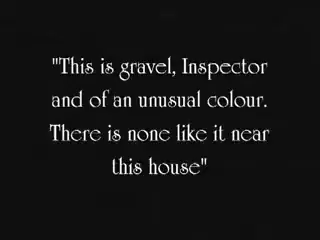 "This is gravel, Inspector
and of an unusual colour.
There is none like it near
this house"